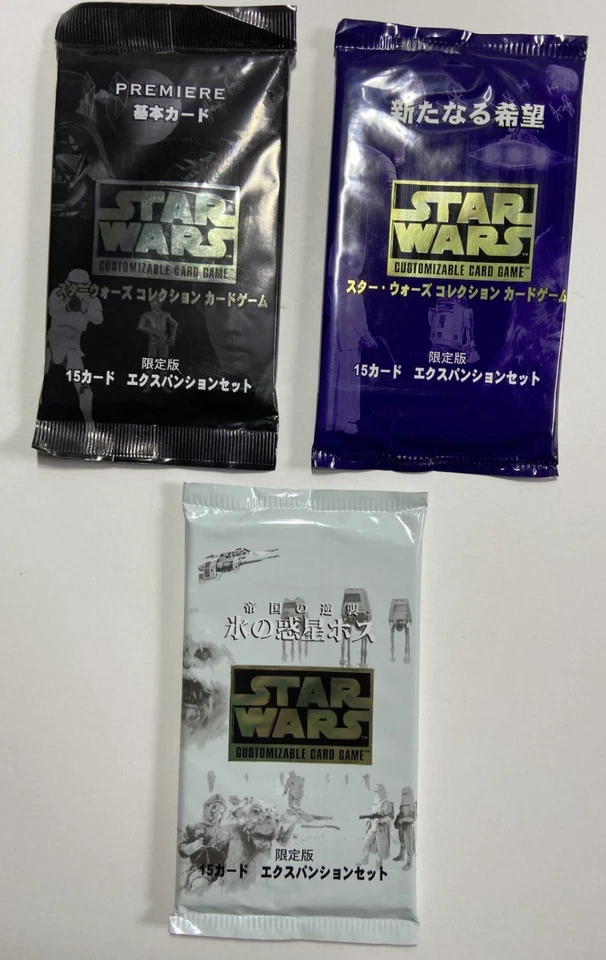 PREMIERE
基本カード
STAR
WARS
CUSTOMIZABLE CARD GAME™
スター・ウォーズ コレクション カードゲーム
限定版
15カード エクスパンションセット
新たなる希望
STAR
WARS
CUSTOMIZABLE CARD GAME™
スター・ウォーズ コレクション カードゲーム
限定版
15カード エクスパンションセット
帝国の逆襲
氷の惑星ホス
STAR
WARS
CUSTOMIZABLE CARD GAME™
限定版
15カード エクスパンションセット